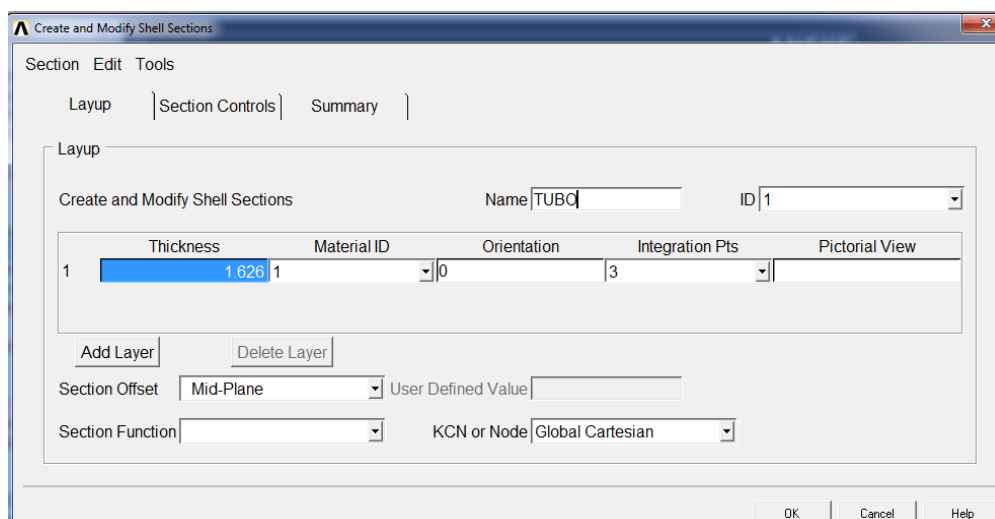 Create and Modify Shell Sections
Section Edit Tools
Layup Section Controls Summary
Layup
Create and Modify Shell Sections Name TUBO ID 1
Thickness Material ID Orientation Integration Pts Pictorial View
1 1.626 1 0 3
Add Layer Delete Layer
Section Offset Mid-Plane User Defined Value
Section Function KCN or Node Global Cartesian
OK Cancel Help